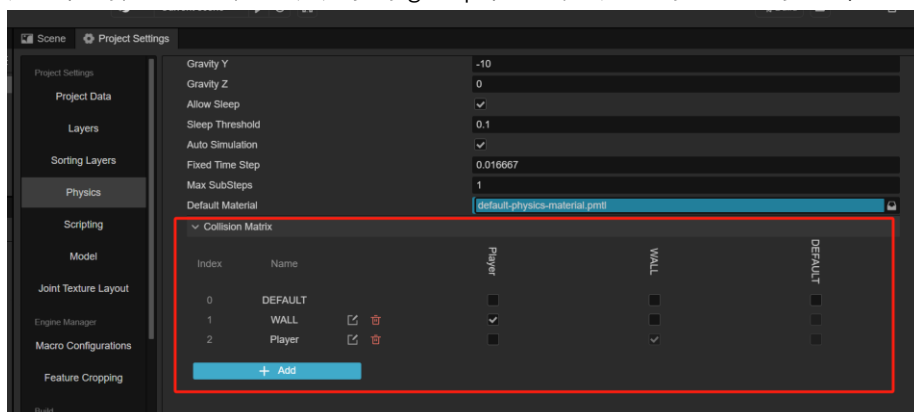 Scene Project Settings
Project Settings
Project Data
Layers
Sorting Layers
Physics
Scripting
Model
Joint Texture Layout
Engine Manager
Macro Configurations
Feature Cropping
Build
Gravity Y -10
Gravity Z 0
Allow Sleep
Sleep Threshold 0.1
Auto Simulation
Fixed Time Step 0.016667
Max SubSteps 1
Default Material default-physics-material.pmtl
Collision Matrix
Index Name Player WALL DEFAULT
0 DEFAULT
1 WALL
2 Player
+ Add